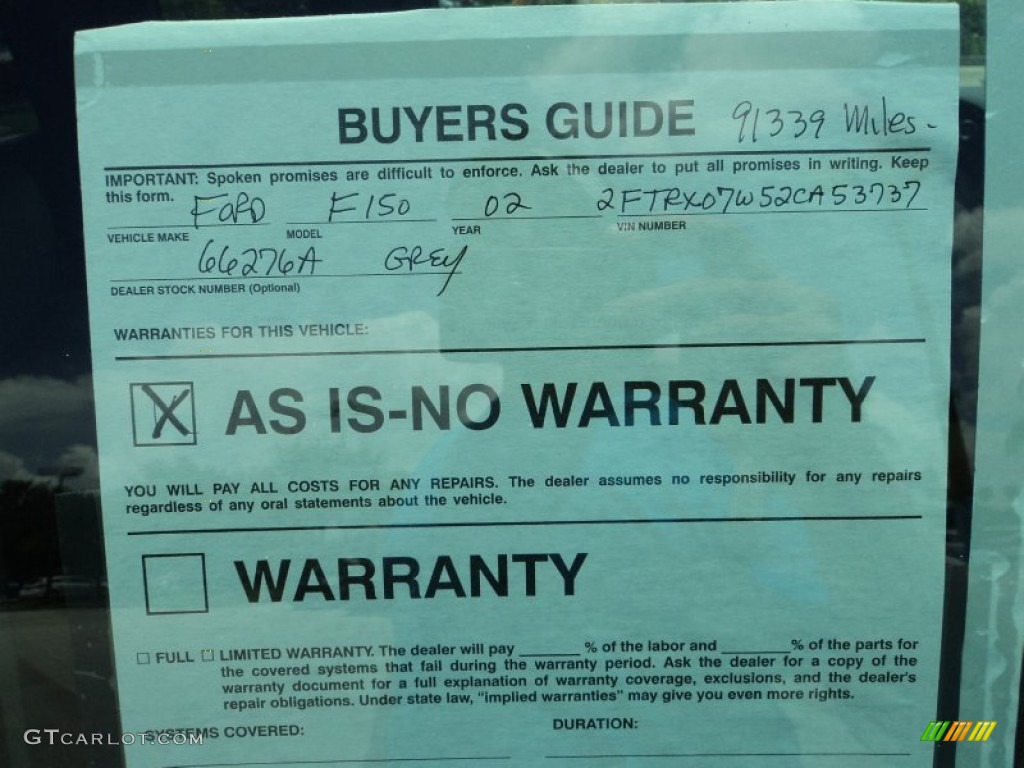 BUYERS GUIDE 91339 Miles.
IMPORTANT: Spoken promises are difficult to enforce. Ask the dealer to put all promises in writing. Keep
this form.
FORD F150 02 2FTRX07W52CA53737
VEHICLE MAKE MODEL YEAR VIN NUMBER
66276A GREY
DEALER STOCK NUMBER (Optional)
WARRANTIES FOR THIS VEHICLE:
X AS IS-NO WARRANTY
YOU WILL PAY ALL COSTS FOR ANY REPAIRS. The dealer assumes no responsibility for any repairs
regardless of any oral statements about the vehicle.
WARRANTY
FULL LIMITED WARRANTY. The dealer will pay ______ % of the labor and ______% of the parts for
the covered systems that fail during the warranty period. Ask the dealer for a copy of the
warranty document for a full explanation of warranty coverage, exclusions, and the dealer's
repair obligations. Under state law, "implied warranties" may give you even more rights.
SYSTEMS COVERED: DURATION:
GTCARLOT.COM